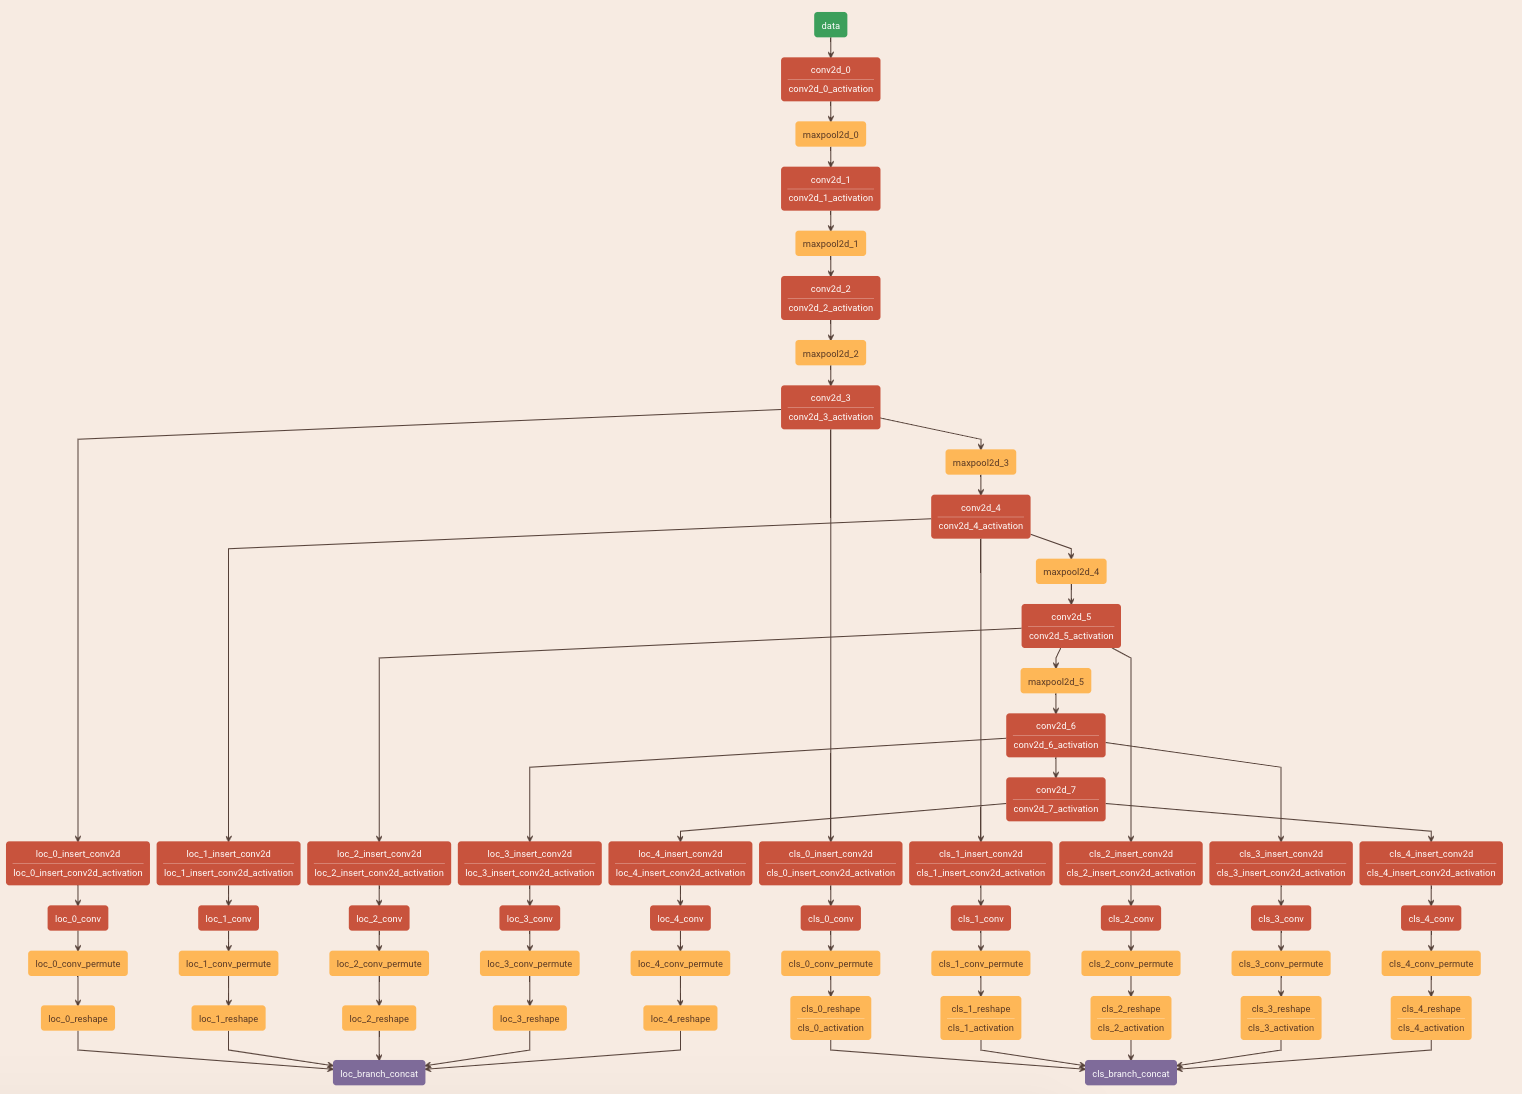 data
conv2d_0
conv2d_0_activation
maxpool2d_0
conv2d_1
conv2d_1_activation
maxpool2d_1
conv2d_2
conv2d_2_activation
maxpool2d_2
conv2d_3
conv2d_3_activation
maxpool2d_3
conv2d_4
conv2d_4_activation
maxpool2d_4
conv2d_5
conv2d_5_activation
maxpool2d_5
conv2d_6
conv2d_6_activation
conv2d_7
conv2d_7_activation
loc_0_insert_conv2d loc_1_insert_conv2d loc_2_insert_conv2d loc_3_insert_conv2d loc_4_insert_conv2d cls_0_insert_conv2d cls_1_insert_conv2d cls_2_insert_conv2d cls_3_insert_conv2d cls_4_insert_conv2d
loc_0_insert_conv2d_activation loc_1_insert_conv2d_activation loc_2_insert_conv2d_activation loc_3_insert_conv2d_activation loc_4_insert_conv2d_activation cls_0_insert_conv2d_activation cls_1_insert_conv2d_activation cls_2_insert_conv2d_activation cls_3_insert_conv2d_activation cls_4_insert_conv2d_activation
loc_0_conv loc_1_conv loc_2_conv loc_3_conv loc_4_conv cls_0_conv cls_1_conv cls_2_conv cls_3_conv cls_4_conv
loc_0_conv_permute loc_1_conv_permute loc_2_conv_permute loc_3_conv_permute loc_4_conv_permute cls_0_conv_permute cls_1_conv_permute cls_2_conv_permute cls_3_conv_permute cls_4_conv_permute
loc_0_reshape loc_1_reshape loc_2_reshape loc_3_reshape loc_4_reshape cls_0_reshape cls_1_reshape cls_2_reshape cls_3_reshape cls_4_reshape
cls_0_activation cls_1_activation cls_2_activation cls_3_activation cls_4_activation
loc_branch_concat cls_branch_concat